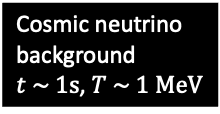 Cosmic neutrino
background
t ~ 1s, T ~ 1 MeV